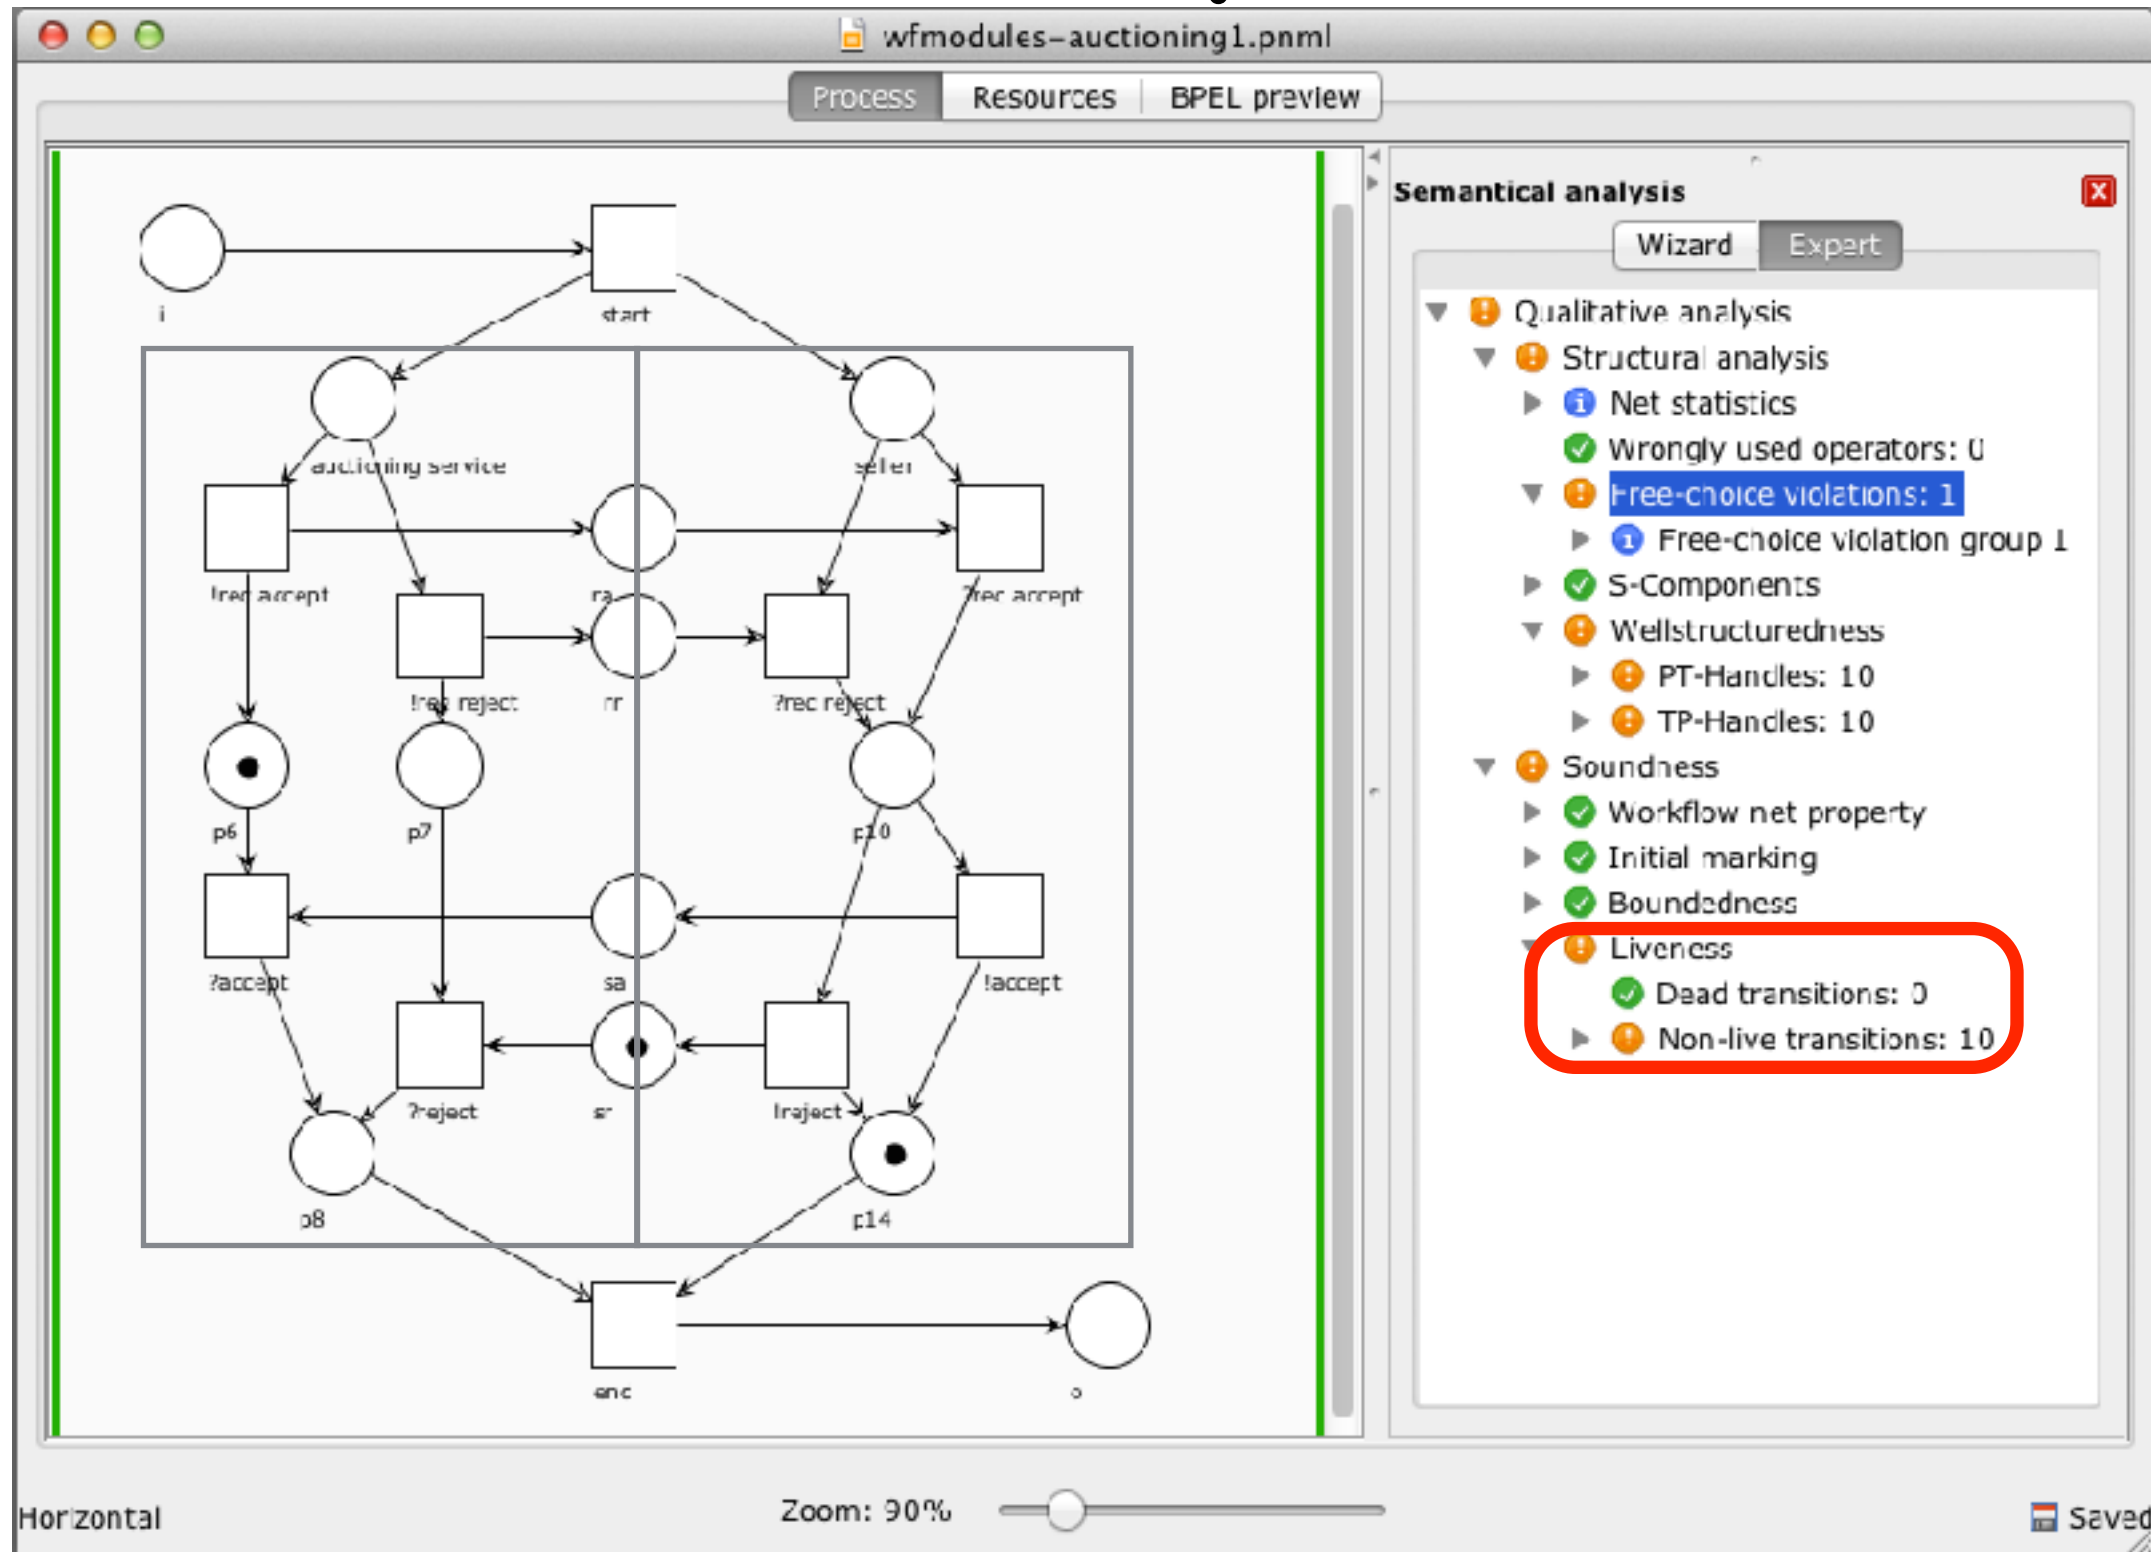 wfmodules-auctioning1.pnml
Process Resources BPEL preview
Semantical analysis
Wizard Expert
i
start
auctioning service
seller
!rec accept
ra
?rec accept
!rec reject
rr
?rec reject
p6
p7
p10
?accept
sa
!accept
?reject
sr
!reject
p8
p14
end
o
Qualitative analysis
Structural analysis
Net statistics
Wrongly used operators: 0
Free-choice violations: 1
Free-choice violation group 1
S-Components
Wellstructuredness
PT-Handles: 10
TP-Handles: 10
Soundness
Workflow net property
Initial marking
Boundedness
Liveness
Dead transitions: 0
Non-live transitions: 10
Horizontal
Zoom: 90%
Saved